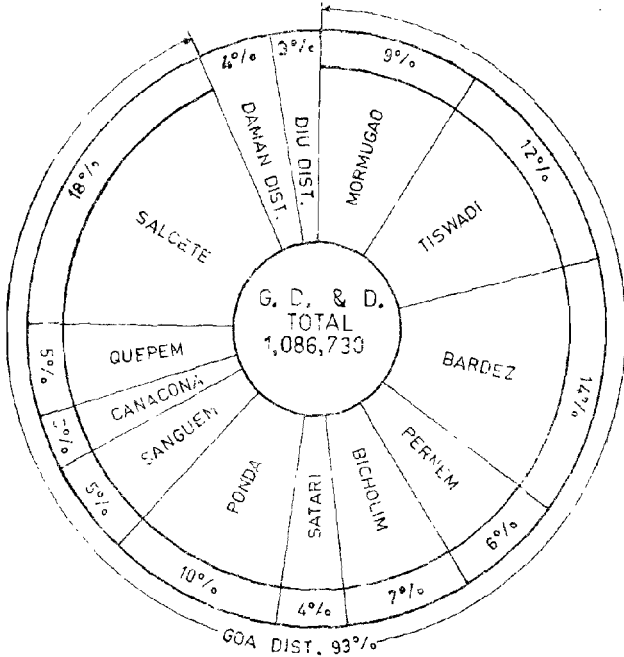 G. D. & D.
TOTAL
1,086,730
MORMUGAO
9%
TISWADI
12%
BARDEZ
14%
PERNEM
6%
BICHOLIM
7%
SATARI
4%
PONDA
10%
SANGUEM
5%
CANACONA
QUEPEM
5%
SALCETE
18%
DAMAN DIST.
4%
DIU DIST.
3%
GOA DIST. 93%